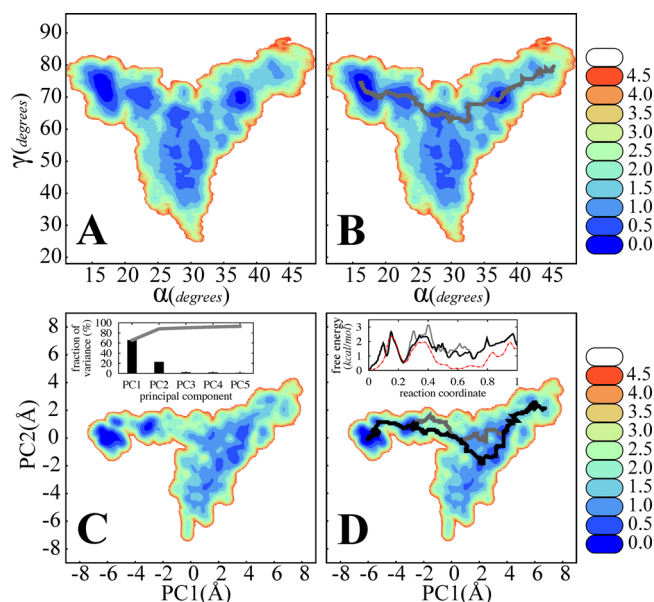 90
80
70
60
50
40
30
20
γ(degrees)
A
15 20 25 30 35 40 45
α(degrees)
B
15 20 25 30 35 40 45
α(degrees)
4.5
4.0
3.5
3.0
2.5
2.0
1.5
1.0
0.5
0.0
8
6
4
2
0
-2
-4
-6
-8
PC2(Å)
fraction of
variance (%)
100
80
60
40
20
0
PC1 PC2 PC3 PC4 PC5
principal component
C
-8 -6 -4 -2 0 2 4 6 8
PC1(Å)
free energy
(kcal/mol)
3
2
1
0
0 0.2 0.4 0.6 0.8 1
reaction coordinate
D
-8 -6 -4 -2 0 2 4 6 8
PC1(Å)
4.5
4.0
3.5
3.0
2.5
2.0
1.5
1.0
0.5
0.0